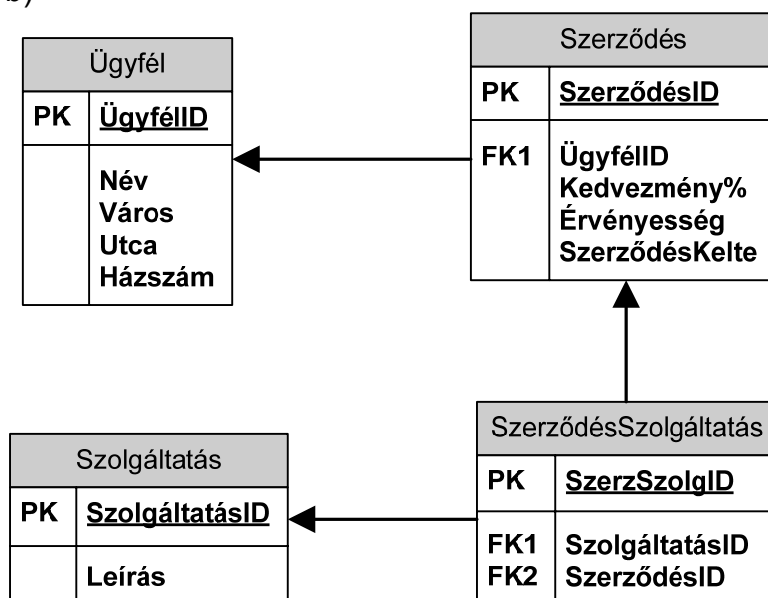 b)
Ügyfél
PK ÜgyfélID
Név
Város
Utca
Házszám
Szerződés
PK SzerződésID
FK1 ÜgyfélID
Kedvezmény%
Érvényesség
SzerződésKelte
Szolgáltatás
PK SzolgáltatásID
Leírás
SzerződésSzolgáltatás
PK SzerzSzolgID
FK1 SzolgáltatásID
FK2 SzerződésID